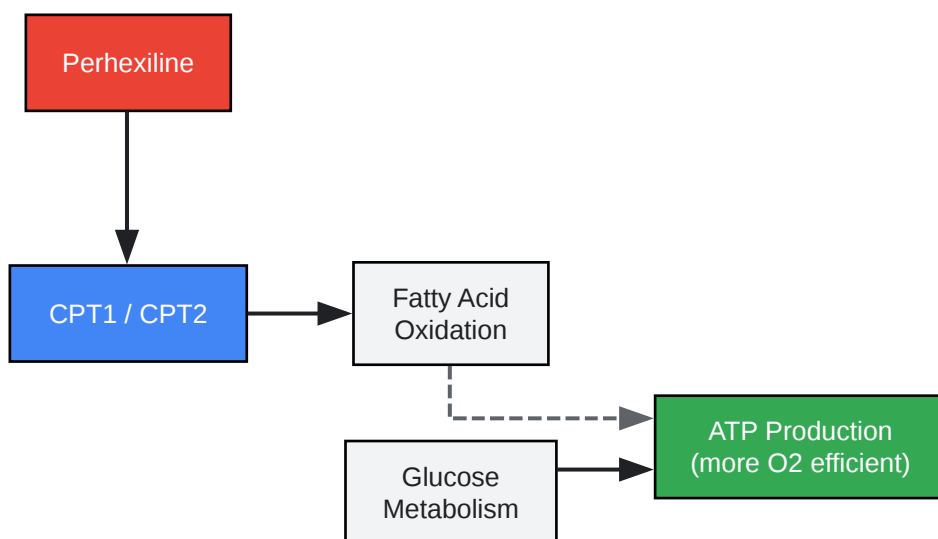 Perhexiline
CPT1 / CPT2
Fatty Acid
Oxidation
ATP Production
(more O2 efficient)
Glucose
Metabolism